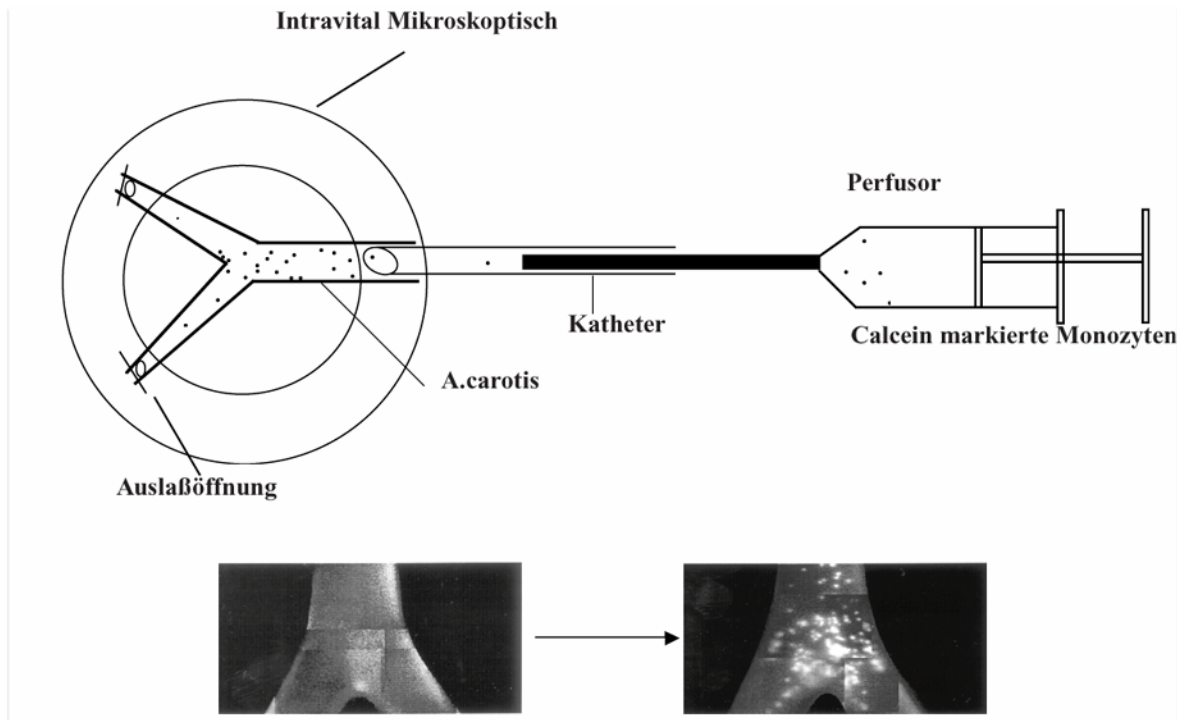 Intravital Mikroskoptisch
Perfusor
Katheter
Calcein markierte Monozyten
A.carotis
Auslaßöffnung